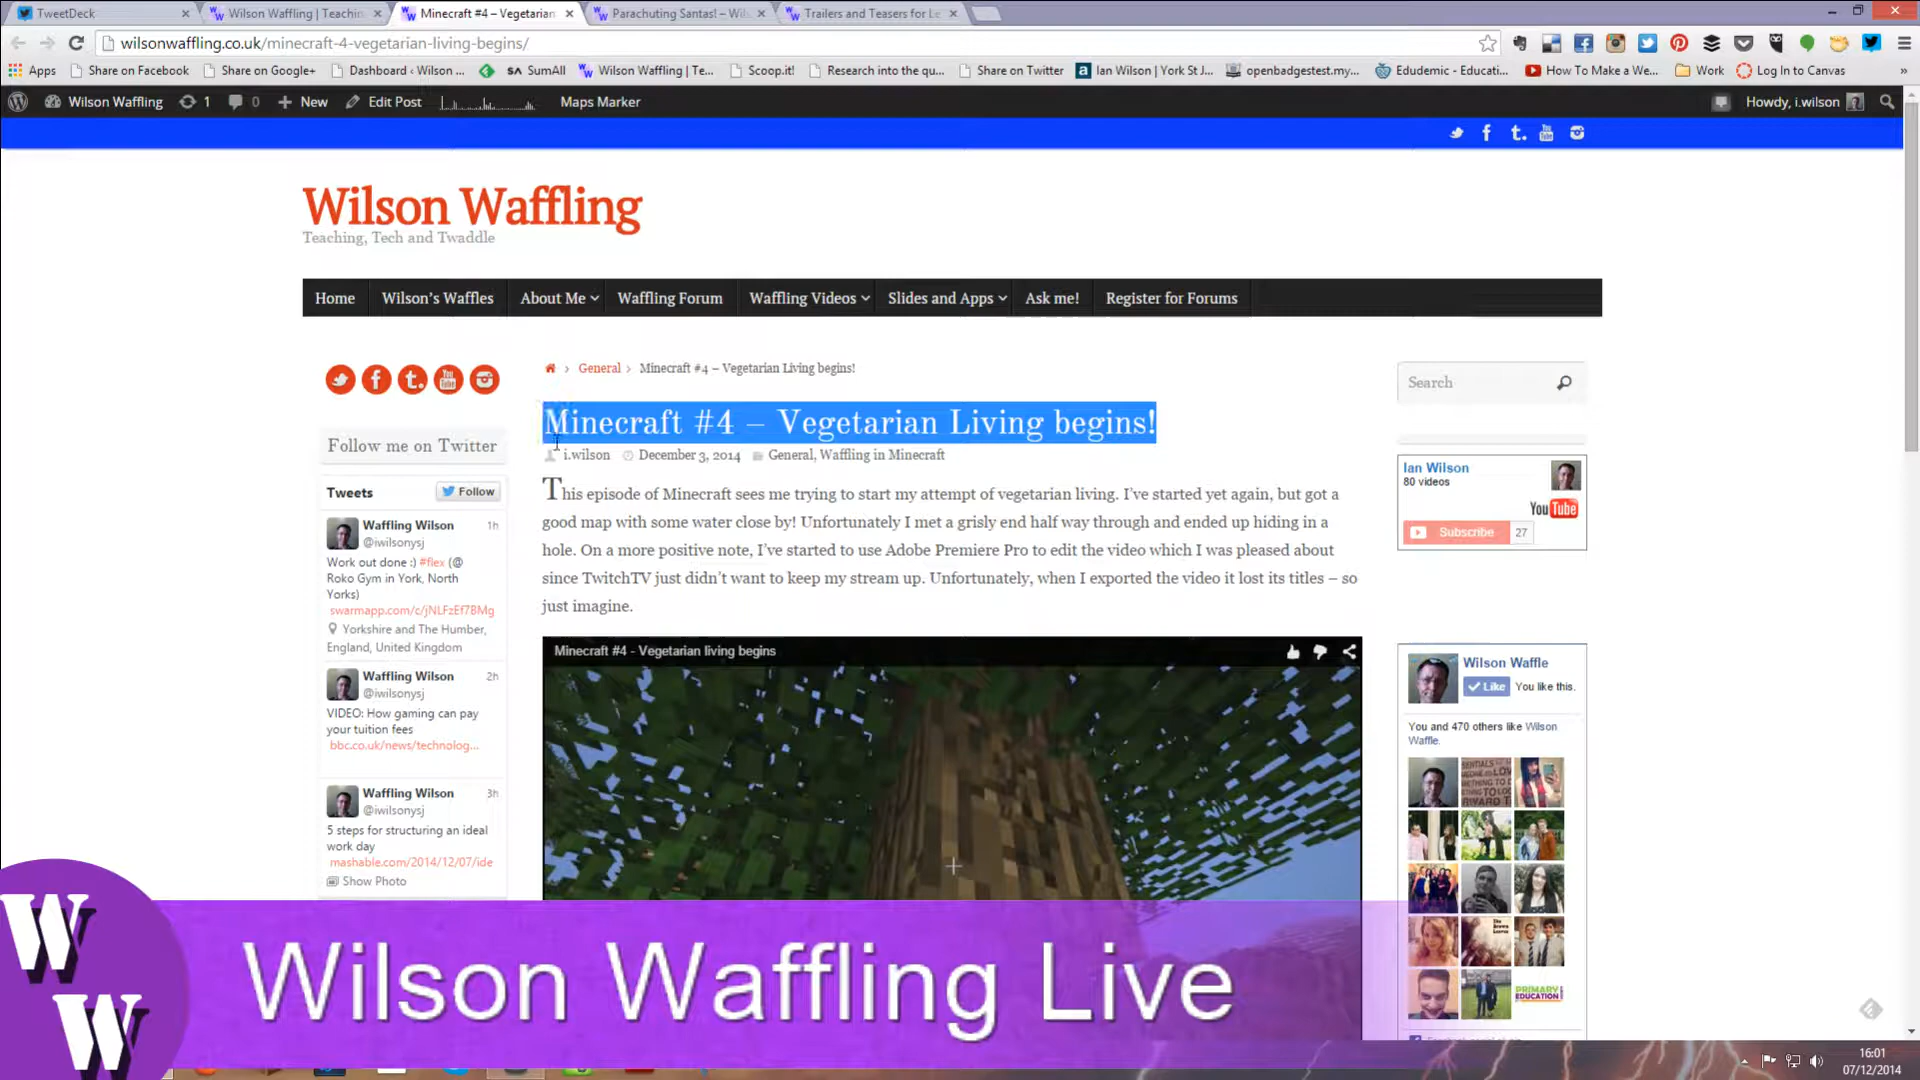 TweetDeck
Wilson Waffling | Teachin
Minecraft #4 – Vegetarian
Parachuting Santas! – Wil
Trailers and Teasers for Le
wilsonwaffling.co.uk/minecraft-4-vegetarian-living-begins/
Apps
Share on Facebook
Share on Google+
Dashboard ‹ Wilson ...
SumAll
Wilson Waffling | Te...
Scoop.it!
Research into the qu...
Share on Twitter
Ian Wilson | York St J...
openbadgestest.my...
Edudemic - Educati...
How To Make a We...
Work
Log In to Canvas
»
Wilson Waffling
1
0
New
Edit Post
Maps Marker
Howdy, i.wilson
Wilson Waffling
Teaching, Tech and Twaddle
Home
Wilson's Waffles
About Me
Waffling Forum
Waffling Videos
Slides and Apps
Ask me!
Register for Forums
General
Minecraft #4 – Vegetarian Living begins!
Search
Minecraft #4 – Vegetarian Living begins!
i.wilson
December 3, 2014
General, Waffling in Minecraft
This episode of Minecraft sees me trying to start my attempt of vegetarian living. I've started yet again, but got a
good map with some water close by! Unfortunately I met a grisly end half way through and ended up hiding in a
hole. On a more positive note, I've started to use Adobe Premiere Pro to edit the video which I was pleased about
since TwitchTV just didn't want to keep my stream up. Unfortunately, when I exported the video it lost its titles – so
just imagine.
Minecraft #4 - Vegetarian living begins
Follow me on Twitter
Tweets
Follow
Waffling Wilson
1h
@iwilsonysj
Work out done :) #flex (@
Roko Gym in York, North
Yorks)
swarmapp.com/c/jNLFzEf7BMg
Yorkshire and The Humber,
England, United Kingdom
Waffling Wilson
2h
@iwilsonysj
VIDEO: How gaming can pay
your tuition fees
bbc.co.uk/news/technolog...
Waffling Wilson
3h
@iwilsonysj
5 steps for structuring an ideal
work day
mashable.com/2014/12/07/ide
Show Photo
Ian Wilson
80 videos
YouTube
Subscribe
27
Wilson Waffle
Like
You like this.
You and 470 others like Wilson
Waffle.
PRIMARY
EDUCATION
W
W
Wilson Waffling Live
16:01
07/12/2014